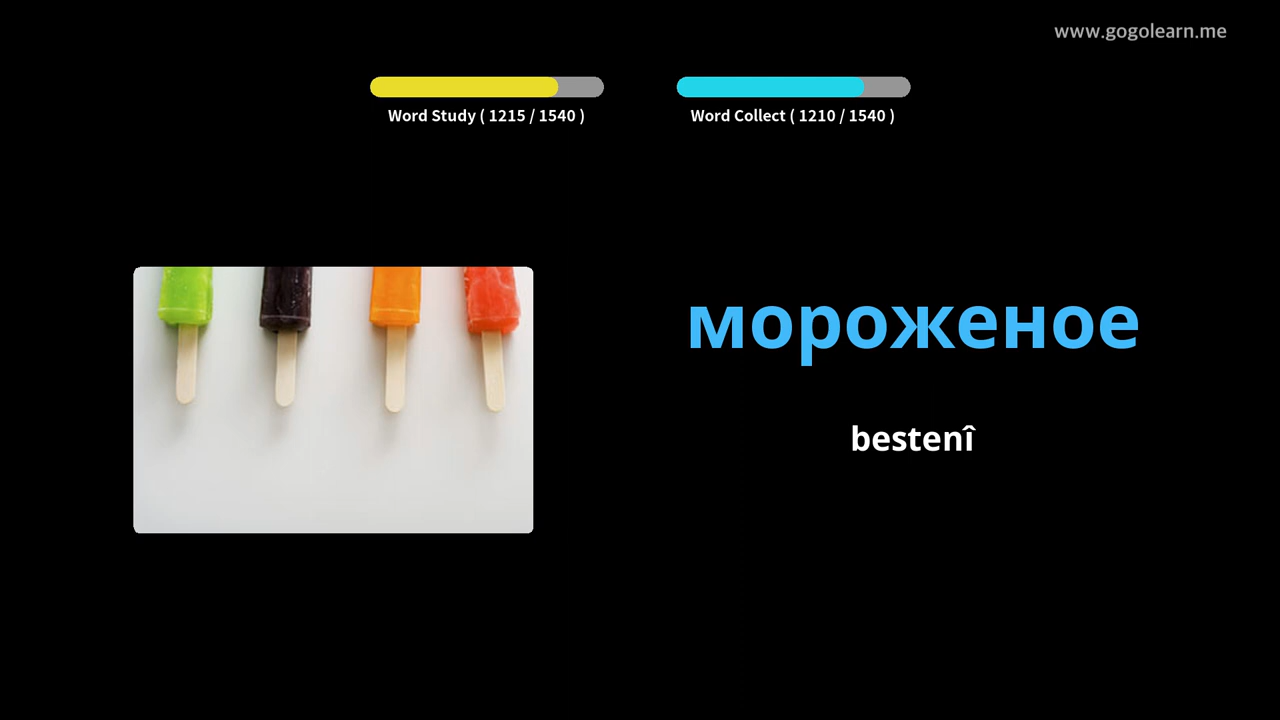 www.gogolearn.me
Word Study ( 1215 / 1540 )
Word Collect ( 1210 / 1540 )
мороженое
bestenî